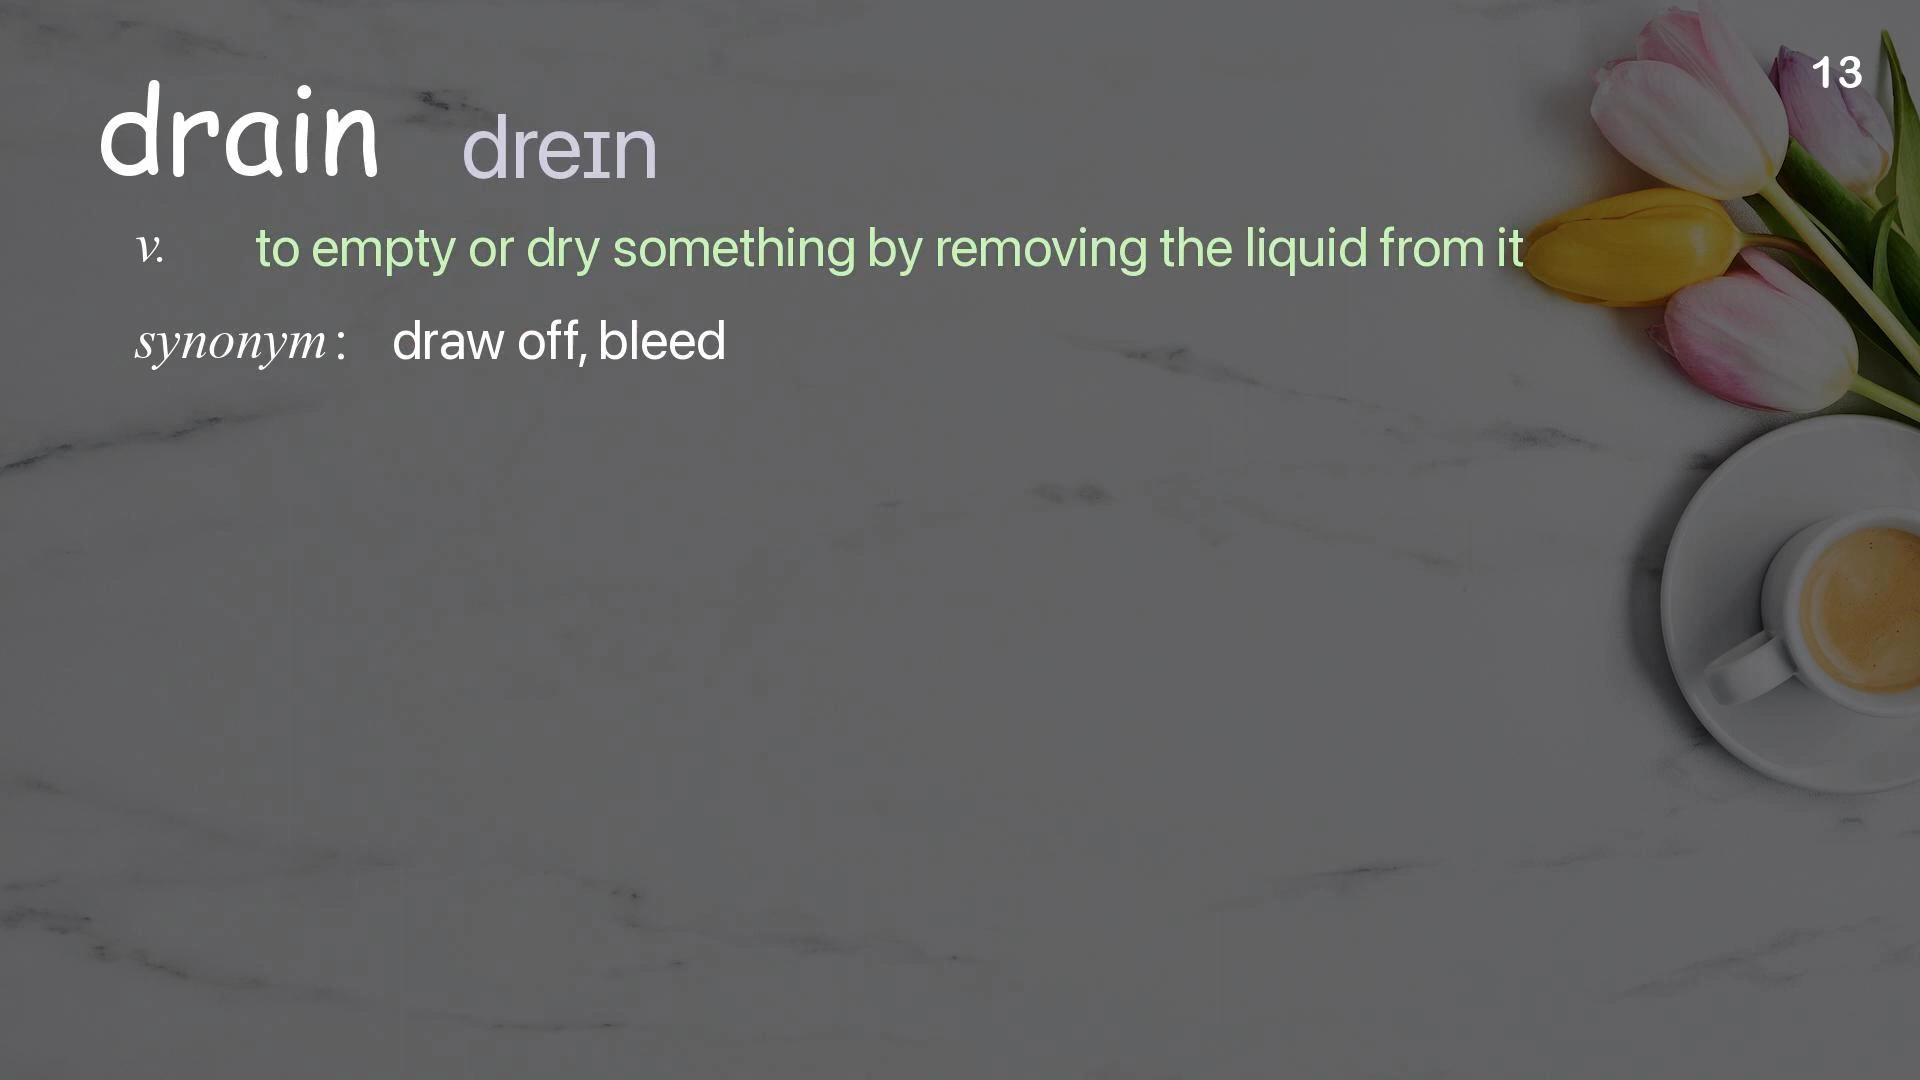 13
drain dreɪn
v. to empty or dry something by removing the liquid from it
synonym: draw off, bleed